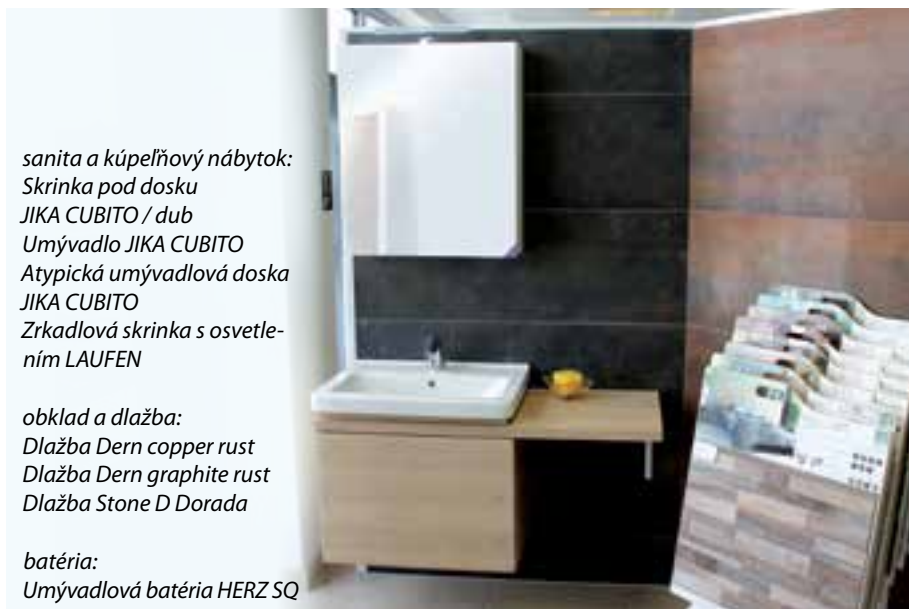 sanita a kúpeľňový nábytok:
Skrinka pod dosku
JIKA CUBITO / dub
Umývadlo JIKA CUBITO
Atypická umývadlová doska
JIKA CUBITO
Zrkadlová skrinka s osvetle-
ním LAUFEN
obklad a dlažba:
Dlažba Dern copper rust
Dlažba Dern graphite rust
Dlažba Stone D Dorada
batéria:
Umývadlová batéria HERZ SQ